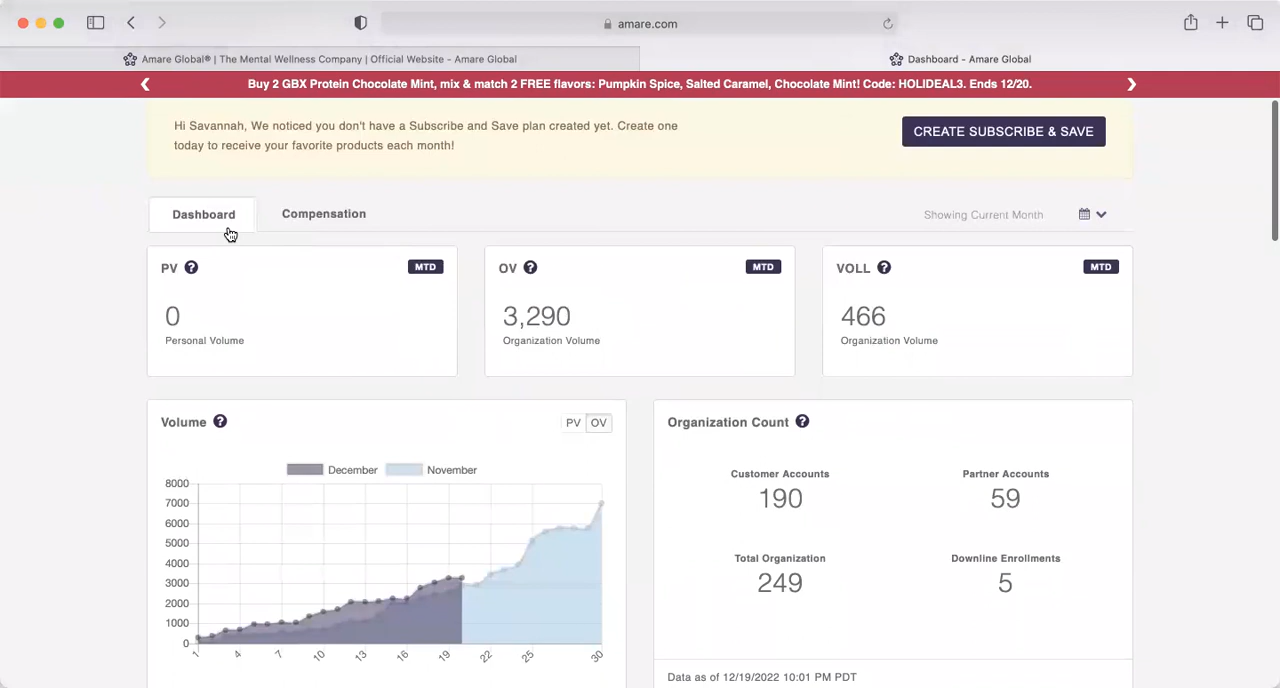 amare.com
Amare Global® | The Mental Wellness Company | Official Website - Amare Global
Dashboard - Amare Global
Buy 2 GBX Protein Chocolate Mint, mix & match 2 FREE flavors: Pumpkin Spice, Salted Caramel, Chocolate Mint! Code: HOLIDEAL3. Ends 12/20.
Hi Savannah, We noticed you don't have a Subscribe and Save plan created yet. Create one
today to receive your favorite products each month!
CREATE SUBSCRIBE & SAVE
Dashboard
Compensation
Showing Current Month
PV ?
MTD
0
Personal Volume
OV ?
MTD
3,290
Organization Volume
VOLL ?
MTD
466
Organization Volume
Volume ?
PV OV
December November
8000
7000
6000
5000
4000
3000
2000
1000
0
1 4 7 10 13 16 19 22 25 30
Organization Count ?
Customer Accounts
190
Partner Accounts
59
Total Organization
249
Downline Enrollments
5
Data as of 12/19/2022 10:01 PM PDT